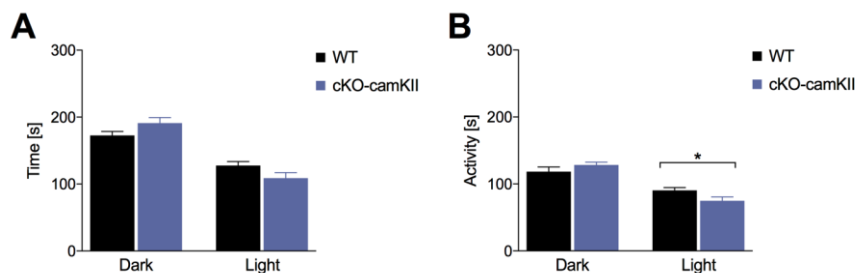 A
300
200
100
0
Time [s]
Dark
Light
WT
cKO-camKII
B
300
200
100
0
Activity [s]
*
Dark
Light
WT
cKO-camKII